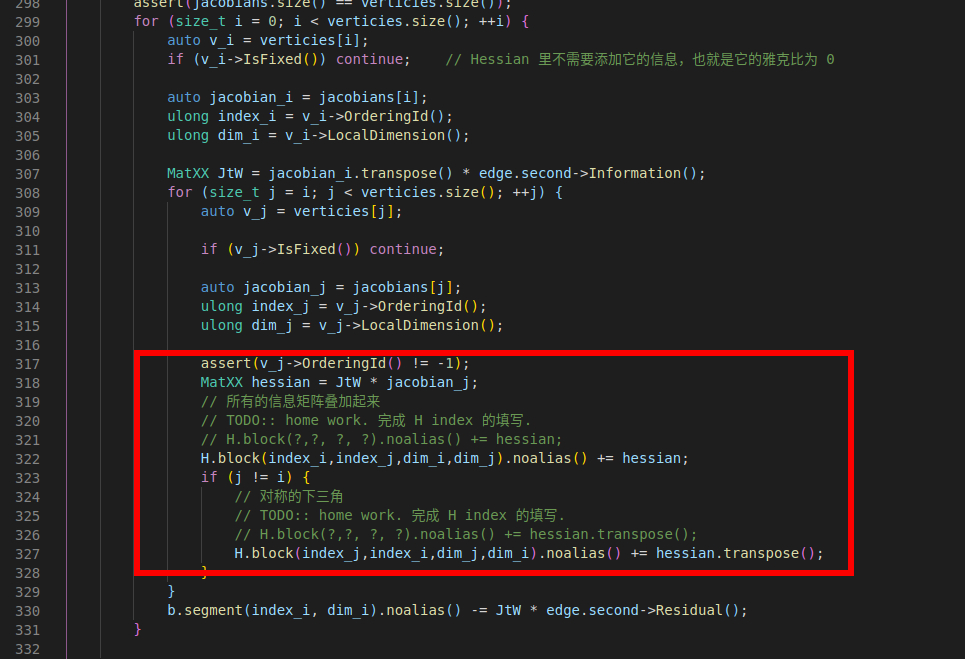 298 assert(jacobians.size() == verticies.size());
299 for (size_t i = 0; i < verticies.size(); ++i) {
300 auto v_i = verticies[i];
301 if (v_i->IsFixed()) continue; // Hessian 里不需要添加它的信息，也就是它的雅克比为 0
302
303 auto jacobian_i = jacobians[i];
304 ulong index_i = v_i->OrderingId();
305 ulong dim_i = v_i->LocalDimension();
306
307 MatXX JtW = jacobian_i.transpose() * edge.second->Information();
308 for (size_t j = i; j < verticies.size(); ++j) {
309 auto v_j = verticies[j];
310
311 if (v_j->IsFixed()) continue;
312
313 auto jacobian_j = jacobians[j];
314 ulong index_j = v_j->OrderingId();
315 ulong dim_j = v_j->LocalDimension();
316
317 assert(v_j->OrderingId() != -1);
318 MatXX hessian = JtW * jacobian_j;
319 // 所有的信息矩阵叠加起来
320 // TODO:: home work. 完成 H index 的填写.
321 // H.block(?,?, ?, ?).noalias() += hessian;
322 H.block(index_i,index_j,dim_i,dim_j).noalias() += hessian;
323 if (j != i) {
324 // 对称的下三角
325 // TODO:: home work. 完成 H index 的填写.
326 // H.block(?,?, ?, ?).noalias() += hessian.transpose();
327 H.block(index_j,index_i,dim_j,dim_i).noalias() += hessian.transpose();
328 }
329 }
330 b.segment(index_i, dim_i).noalias() -= JtW * edge.second->Residual();
331 }
332